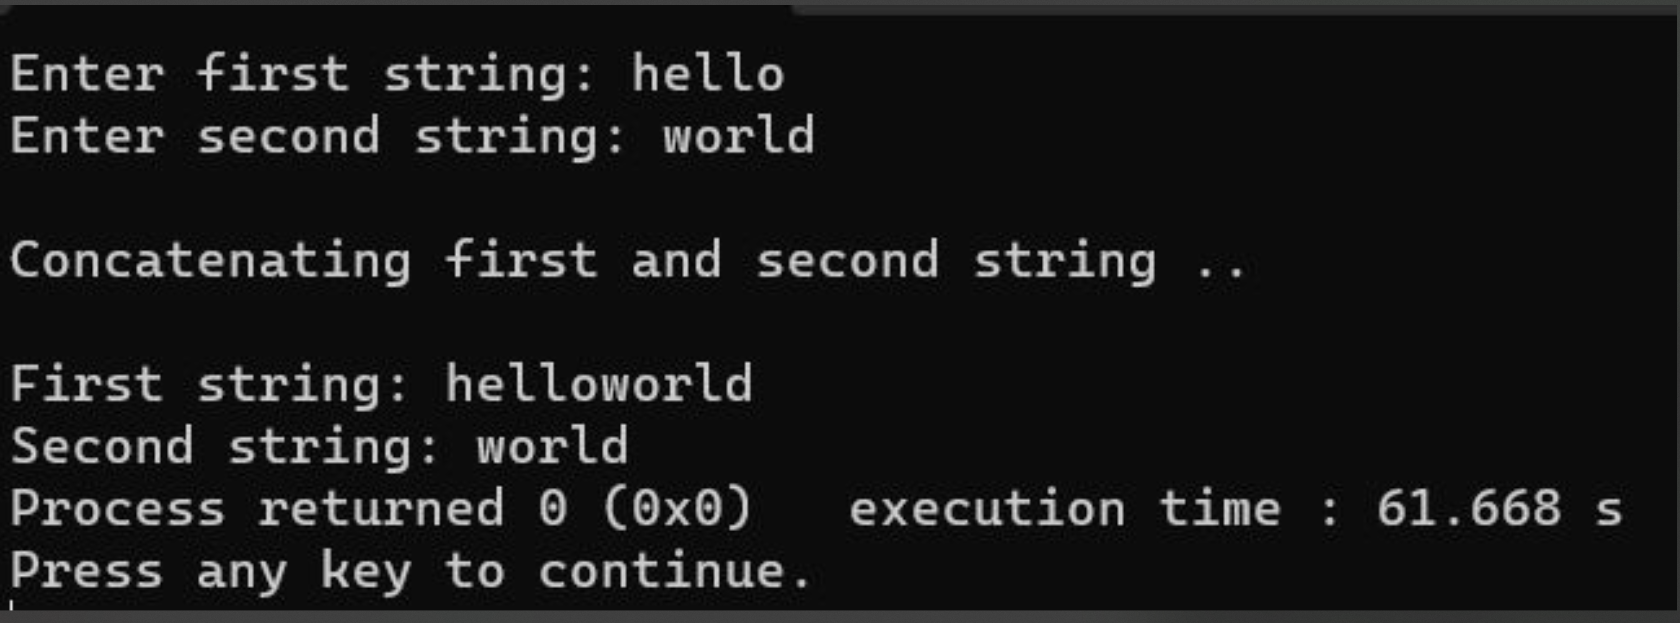 Enter first string: hello
Enter second string: world
Concatenating first and second string ..
First string: helloworld
Second string: world
Process returned 0 (0x0)   execution time : 61.668 s
Press any key to continue.